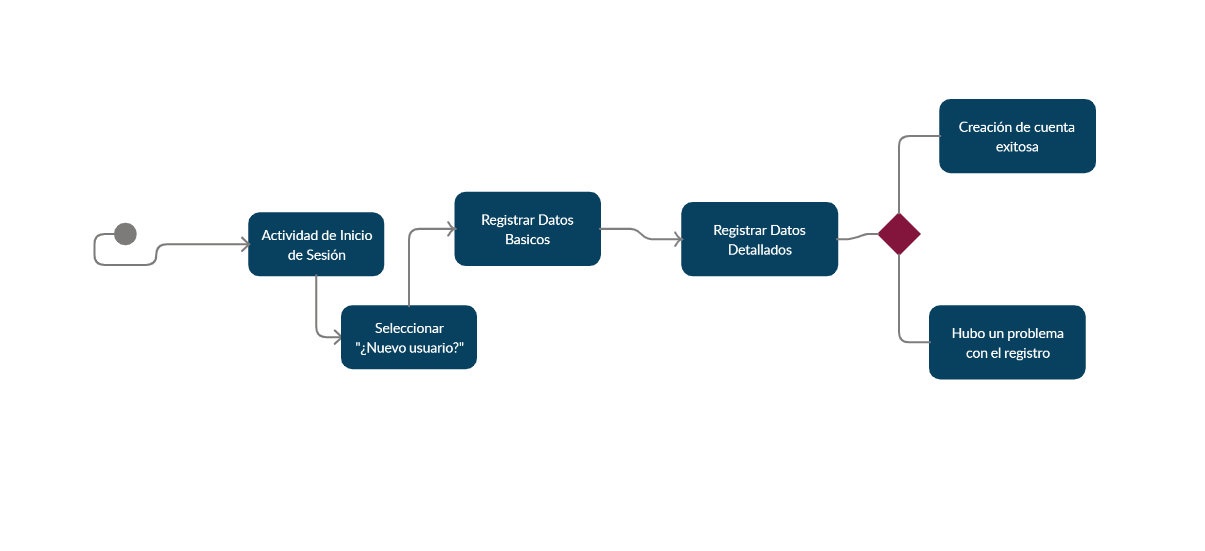 Actividad de Inicio
de Sesión
Seleccionar
"¿Nuevo usuario?"
Registrar Datos
Basicos
Registrar Datos
Detallados
Creación de cuenta
exitosa
Hubo un problema
con el registro